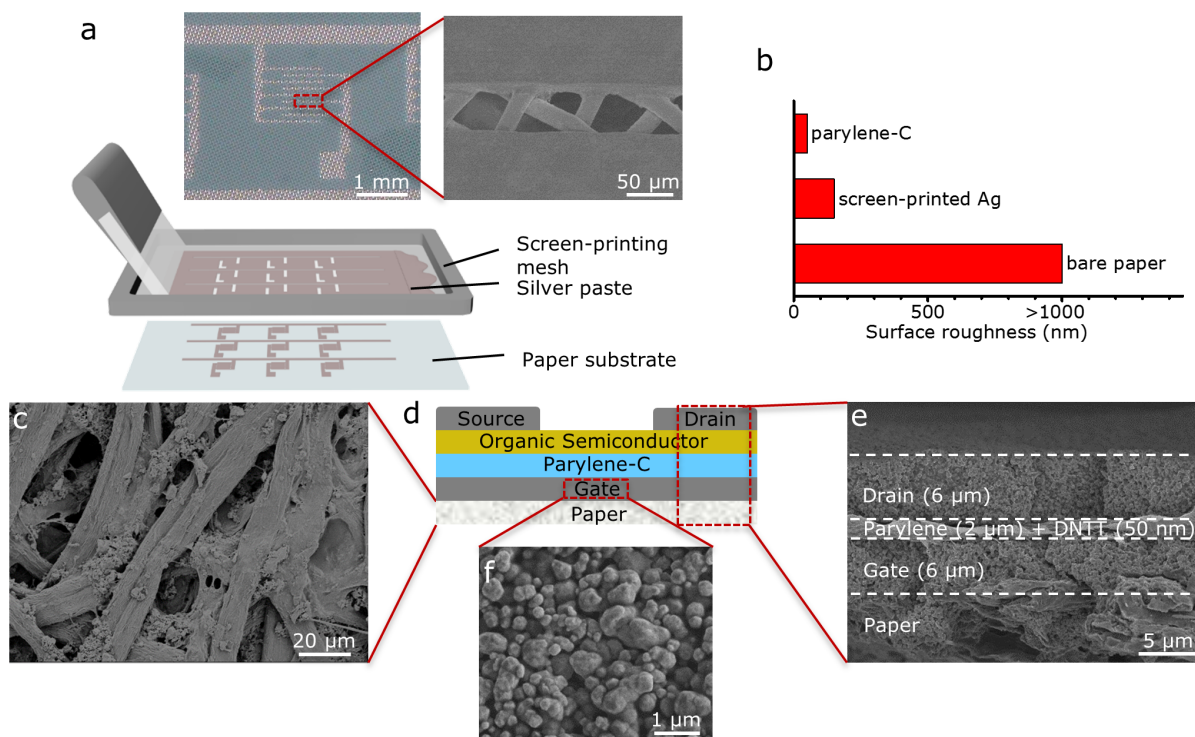 a
1 mm
50 µm
Screen-printing
mesh
Silver paste
Paper substrate
b
parylene-C
screen-printed Ag
bare paper
0
500
>1000
Surface roughness (nm)
c
20 µm
d
Source
Drain
Organic Semiconductor
Parylene-C
Gate
Paper
e
Drain (6 µm)
Parylene (2 µm) + DNTT (50 nm)
Gate (6 µm)
Paper
5 µm
f
1 µm